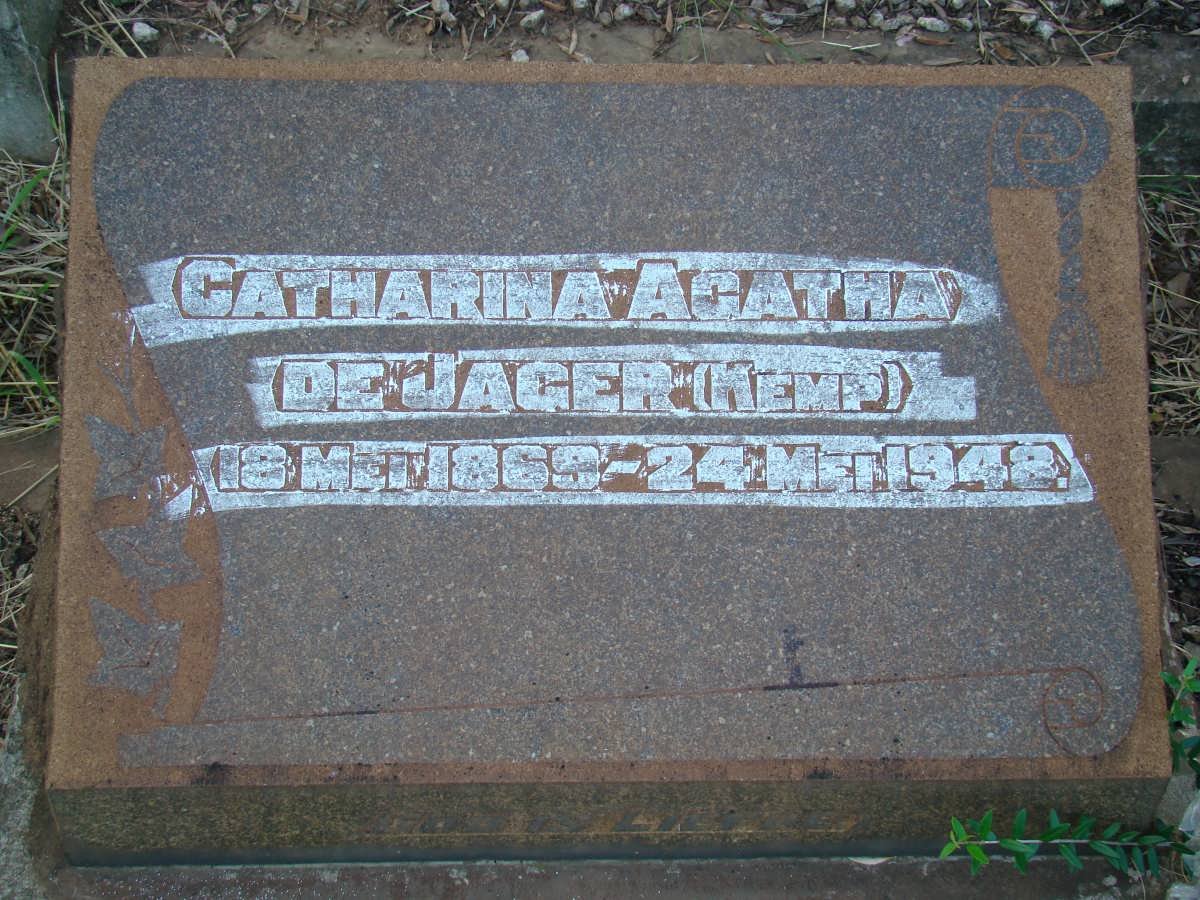 CATHARINA AGATHA
DE JAGER (KEMP)
18 MEI 1869 - 24 MEI 1948.